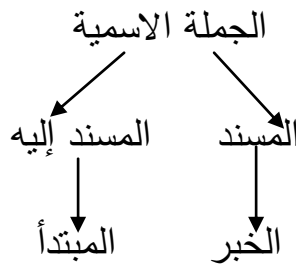 الجملة الاسمية
المسند المسند إليه
الخبر المبتدأ